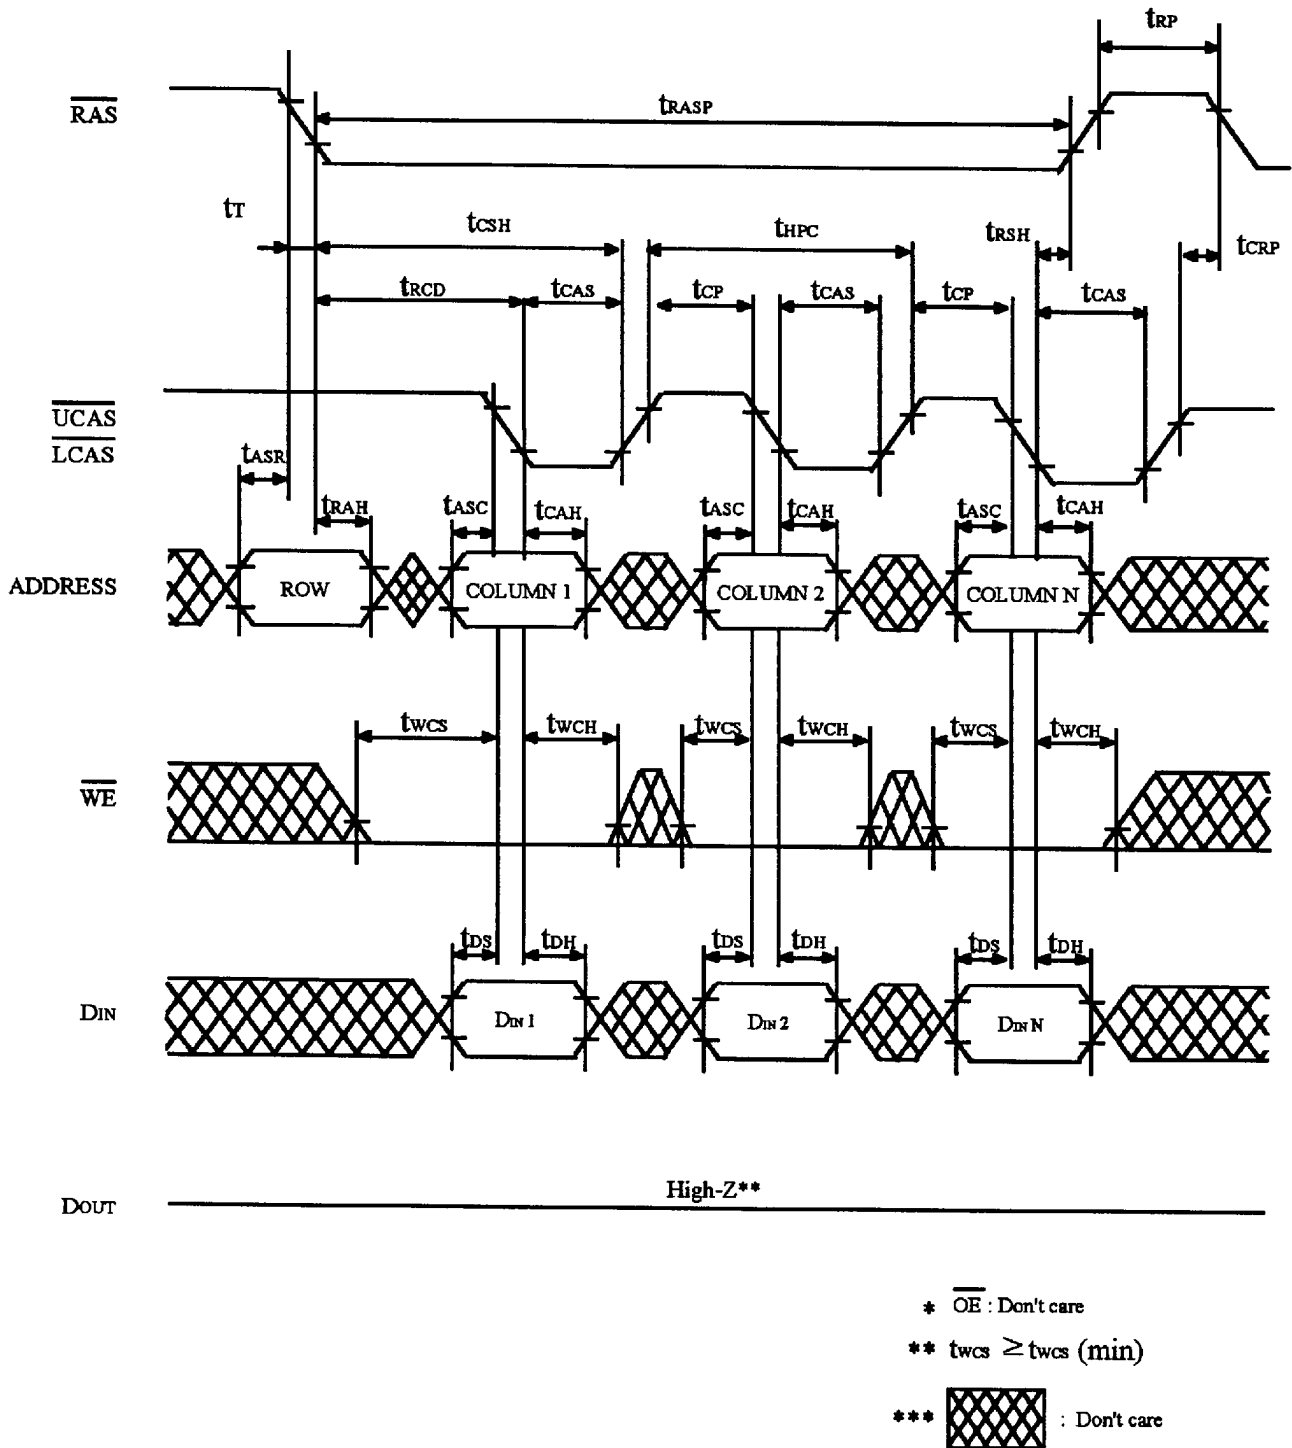 tRP
RAS
tRASP
tT
tCSH
tHPC
tRSH
tCRP
tRCD
tCAS
tCP
tCAS
tCP
tCAS
UCAS
LCAS
tASR
tRAH
tASC
tCAH
tASC
tCAH
tASC
tCAH
ADDRESS
ROW
COLUMN 1
COLUMN 2
COLUMN N
tWCS
tWCH
tWCS
tWCH
tWCS
tWCH
WE
tDS
tDH
tDS
tDH
tDS
tDH
DIN
DIN 1
DIN 2
DIN N
High-Z**
DOUT
* OE : Don't care
** twcs ≥ twcs (min)
*** : Don't care